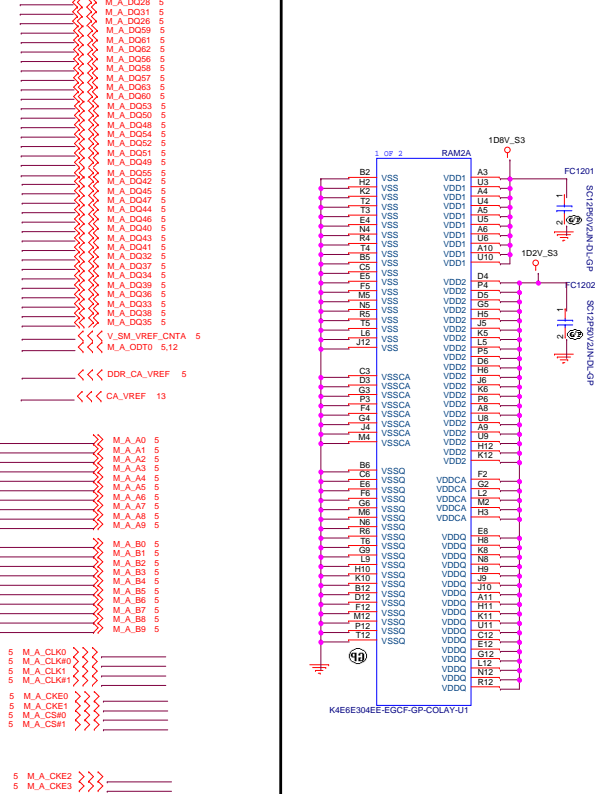 M_A_DQ28 5
M_A_DQ31 5
M_A_DQ26 5
M_A_DQ59 5
M_A_DQ61 5
M_A_DQ62 5
M_A_DQ56 5
M_A_DQ58 5
M_A_DQ57 5
M_A_DQ63 5
M_A_DQ60 5
M_A_DQ53 5
M_A_DQ50 5
M_A_DQ48 5
M_A_DQ54 5
M_A_DQ52 5
M_A_DQ51 5
M_A_DQ49 5
M_A_DQ55 5
M_A_DQ42 5
M_A_DQ45 5
M_A_DQ47 5
M_A_DQ44 5
M_A_DQ46 5
M_A_DQ40 5
M_A_DQ43 5
M_A_DQ41 5
M_A_DQ32 5
M_A_DQ37 5
M_A_DQ34 5
M_A_DQ39 5
M_A_DQ36 5
M_A_DQ33 5
M_A_DQ38 5
M_A_DQ35 5
V_SM_VREF_CNTA 5
M_A_ODT0 5,12
DDR_CA_VREF 5
CA_VREF 13
M_A_A0 5
M_A_A1 5
M_A_A2 5
M_A_A3 5
M_A_A4 5
M_A_A5 5
M_A_A6 5
M_A_A7 5
M_A_A8 5
M_A_A9 5
M_A_B0 5
M_A_B1 5
M_A_B2 5
M_A_B3 5
M_A_B4 5
M_A_B5 5
M_A_B6 5
M_A_B7 5
M_A_B8 5
M_A_B9 5
5 M_A_CLK0
5 M_A_CLK#0
5 M_A_CLK1
5 M_A_CLK#1
5 M_A_CKE0
5 M_A_CKE1
5 M_A_CS#0
5 M_A_CS#1
5 M_A_CKE2
5 M_A_CKE3
1 OF 2
RAM2A
B2 VSS
H2 VSS
K2 VSS
T2 VSS
T3 VSS
E4 VSS
N4 VSS
R4 VSS
T4 VSS
B5 VSS
C5 VSS
E5 VSS
F5 VSS
M5 VSS
N5 VSS
R5 VSS
T5 VSS
L6 VSS
J12 VSS
C3 VSSCA
D3 VSSCA
G3 VSSCA
P3 VSSCA
F4 VSSCA
G4 VSSCA
J4 VSSCA
M4 VSSCA
B6 VSSQ
C6 VSSQ
E6 VSSQ
F6 VSSQ
G6 VSSQ
M6 VSSQ
N6 VSSQ
R6 VSSQ
T6 VSSQ
G9 VSSQ
L9 VSSQ
H10 VSSQ
K10 VSSQ
B12 VSSQ
D12 VSSQ
F12 VSSQ
M12 VSSQ
P12 VSSQ
T12 VSSQ
VDD1 A3
VDD1 U3
VDD1 A4
VDD1 U4
VDD1 A5
VDD1 U5
VDD1 A6
VDD1 U6
VDD1 A10
VDD1 U10
VDD2 D4
VDD2 P4
VDD2 D5
VDD2 G5
VDD2 H5
VDD2 J5
VDD2 K5
VDD2 L5
VDD2 P5
VDD2 D6
VDD2 H6
VDD2 J6
VDD2 K6
VDD2 P6
VDD2 A8
VDD2 U8
VDD2 A9
VDD2 U9
VDD2 H12
VDD2 K12
VDDCA F2
VDDCA G2
VDDCA L2
VDDCA M2
VDDCA H3
VDDQ E8
VDDQ H8
VDDQ K8
VDDQ N8
VDDQ H9
VDDQ J9
VDDQ J10
VDDQ A11
VDDQ H11
VDDQ K11
VDDQ U11
VDDQ C12
VDDQ E12
VDDQ G12
VDDQ L12
VDDQ N12
VDDQ R12
K4E6E304EE-EGCF-GP-COLAY-U1
1D8V_S3
FC1201
SC12P50V2JN-DL-GP
1
2
1D2V_S3
FC1202
SC12P50V2JN-DL-GP
1
2